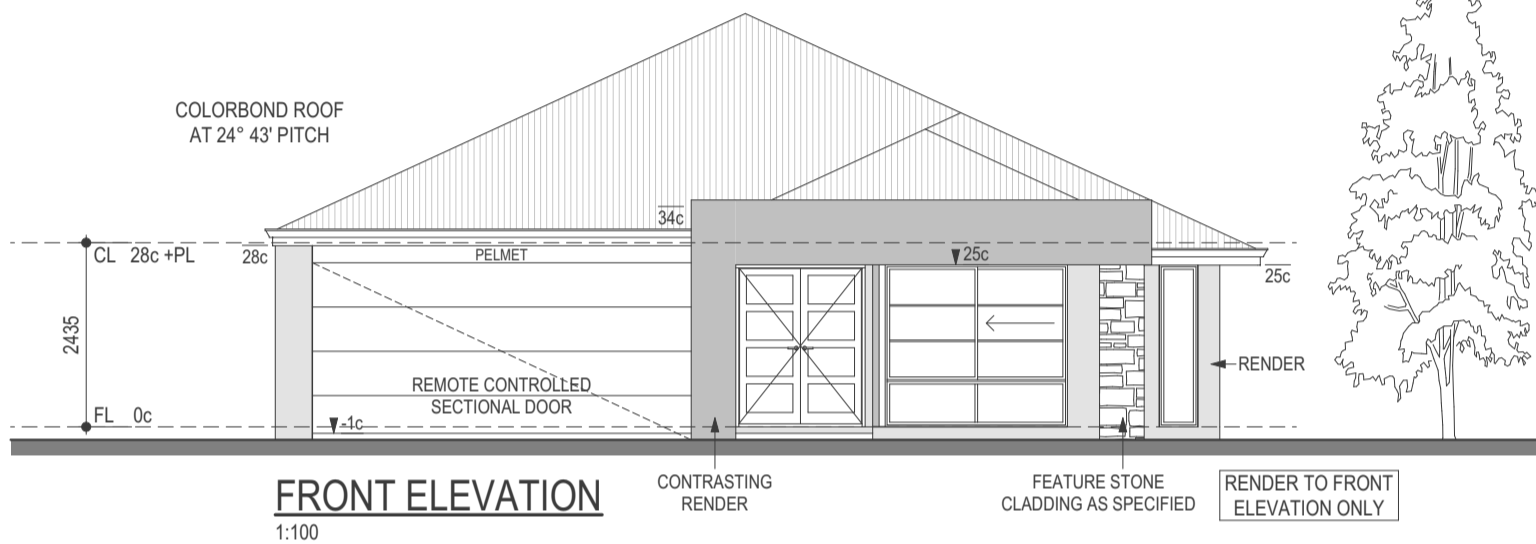 COLORBOND ROOF
AT 24° 43' PITCH
34c
CL 28c +PL
28c
PELMET
25c
25c
2435
REMOTE CONTROLLED
SECTIONAL DOOR
RENDER
FL 0c
-1c
FRONT ELEVATION
1:100
CONTRASTING
RENDER
FEATURE STONE
CLADDING AS SPECIFIED
RENDER TO FRONT
ELEVATION ONLY